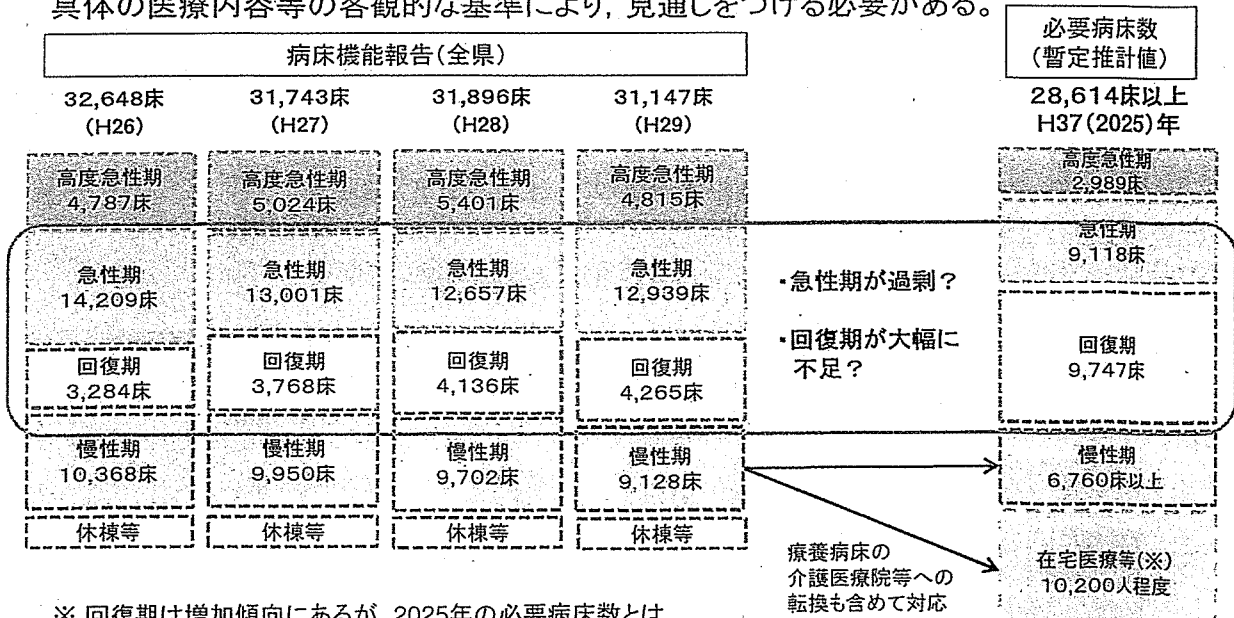 具体の医療内容等の客観的な基準により，見通しをつける必要がある。
病床機能報告（全県）
必要病床数
（暫定推計値）
32,648床
（H26）
31,743床
（H27）
31,896床
（H28）
31,147床
（H29）
28,614床以上
H37（2025）年
高度急性期
4,787床
高度急性期
5,024床
高度急性期
5,401床
高度急性期
4,815床
高度急性期
2,989床
急性期
14,209床
急性期
13,001床
急性期
12,657床
急性期
12,939床
・急性期が過剰？
・回復期が大幅に
不足？
急性期
9,118床
回復期
3,284床
回復期
3,768床
回復期
4,136床
回復期
4,265床
回復期
9,747床
慢性期
10,368床
慢性期
9,950床
慢性期
9,702床
慢性期
9,128床
慢性期
6,760床以上
休棟等
休棟等
休棟等
休棟等
療養病床の
介護医療院等への
転換も含めて対応
在宅医療等（※）
10,200人程度
※ 回復期は増加傾向にあるが，2025年の必要病床数とは